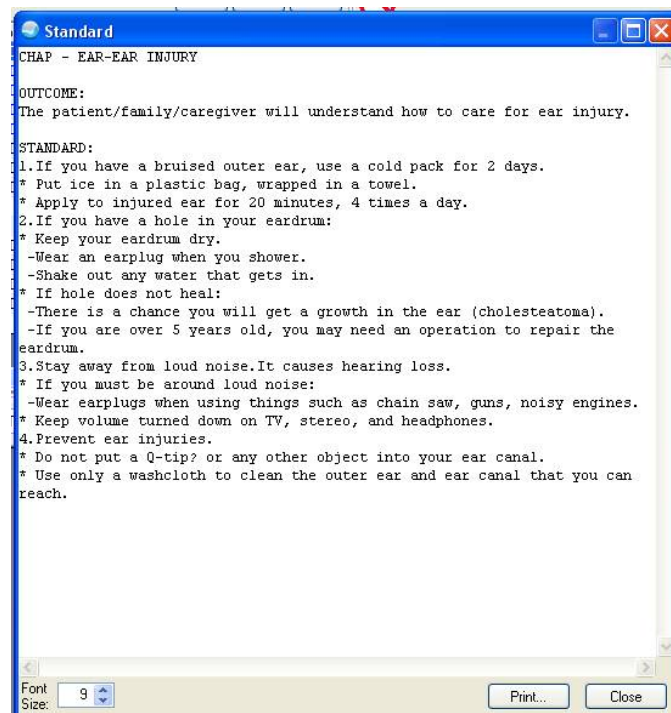 Standard
CHAP - EAR-EAR INJURY
OUTCOME:
The patient/family/caregiver will understand how to care for ear injury.
STANDARD:
1.If you have a bruised outer ear, use a cold pack for 2 days.
* Put ice in a plastic bag, wrapped in a towel.
* Apply to injured ear for 20 minutes, 4 times a day.
2.If you have a hole in your eardrum:
* Keep your eardrum dry.
-Wear an earplug when you shower.
-Shake out any water that gets in.
* If hole does not heal:
-There is a chance you will get a growth in the ear (cholesteatoma).
-If you are over 5 years old, you may need an operation to repair the
eardrum.
3.Stay away from loud noise.It causes hearing loss.
* If you must be around loud noise:
-Wear earplugs when using things such as chain saw, guns, noisy engines.
* Keep volume turned down on TV, stereo, and headphones.
4.Prevent ear injuries.
* Do not put a Q-tip? or any other object into your ear canal.
* Use only a washcloth to clean the outer ear and ear canal that you can
reach.
Font
Size: 9 Print... Close